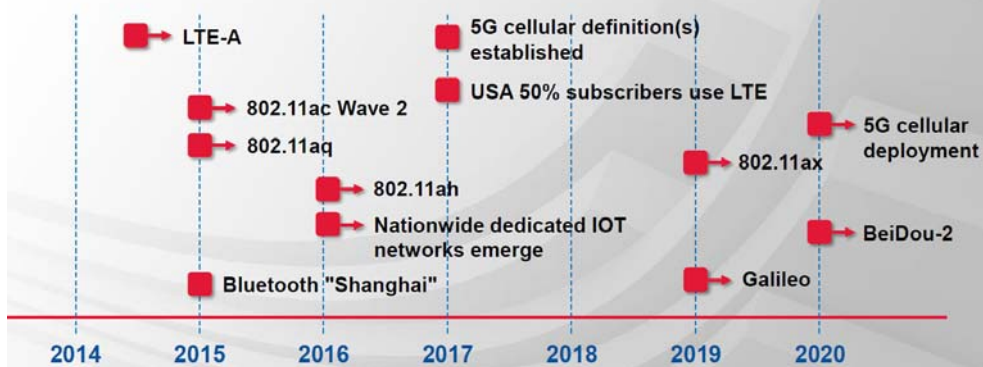 LTE-A
5G cellular definition(s)
established
USA 50% subscribers use LTE
802.11ac Wave 2
802.11aq
5G cellular
deployment
802.11ax
802.11ah
Nationwide dedicated IOT
networks emerge
BeiDou-2
Bluetooth "Shanghai"
Galileo
2014 2015 2016 2017 2018 2019 2020